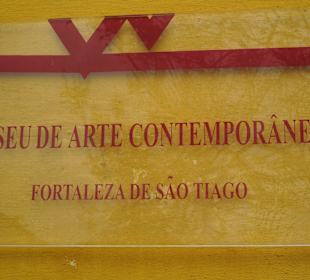 SEU DE ARTE CONTEMPORÂNE
FORTALEZA DE SÃO TIAGO